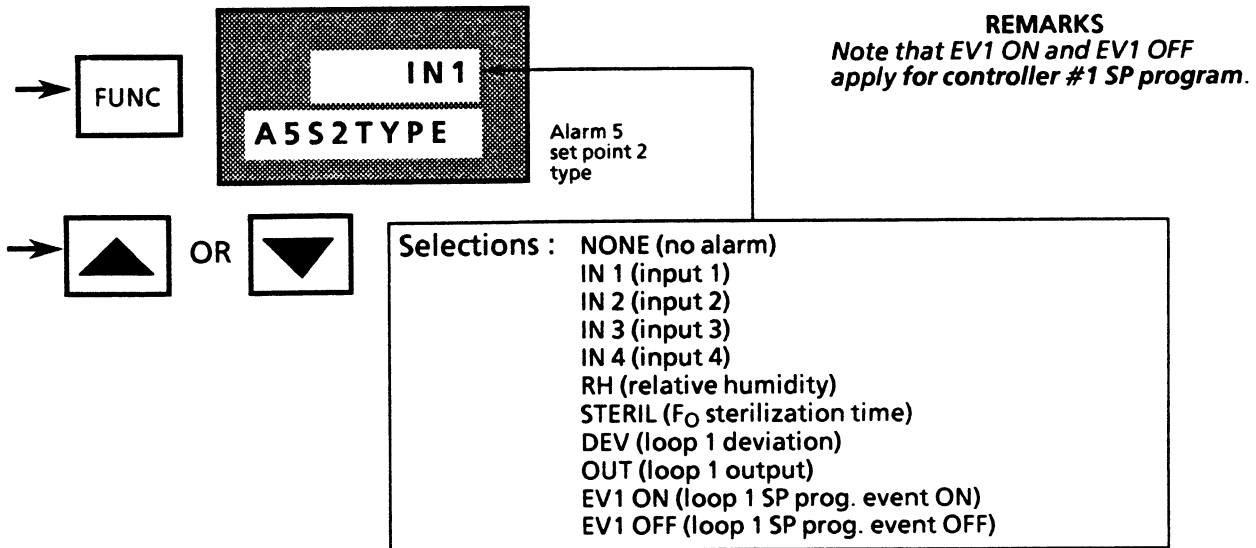 REMARKS
Note that EV1 ON and EV1 OFF
apply for controller #1 SP program.
FUNC
IN1
A5S2TYPE
Alarm 5
set point 2
type
OR
Selections : NONE (no alarm)
IN 1 (input 1)
IN 2 (input 2)
IN 3 (input 3)
IN 4 (input 4)
RH (relative humidity)
STERIL (FO sterilization time)
DEV (loop 1 deviation)
OUT (loop 1 output)
EV1 ON (loop 1 SP prog. event ON)
EV1 OFF (loop 1 SP prog. event OFF)